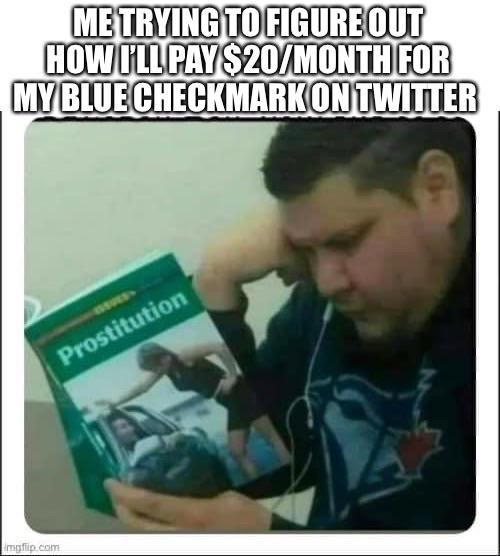 ME TRYING TO FIGURE OUT
HOW I'LL PAY $20/MONTH FOR
MY BLUE CHECKMARK ON TWITTER
ISSUES
Prostitution
imgflip.com